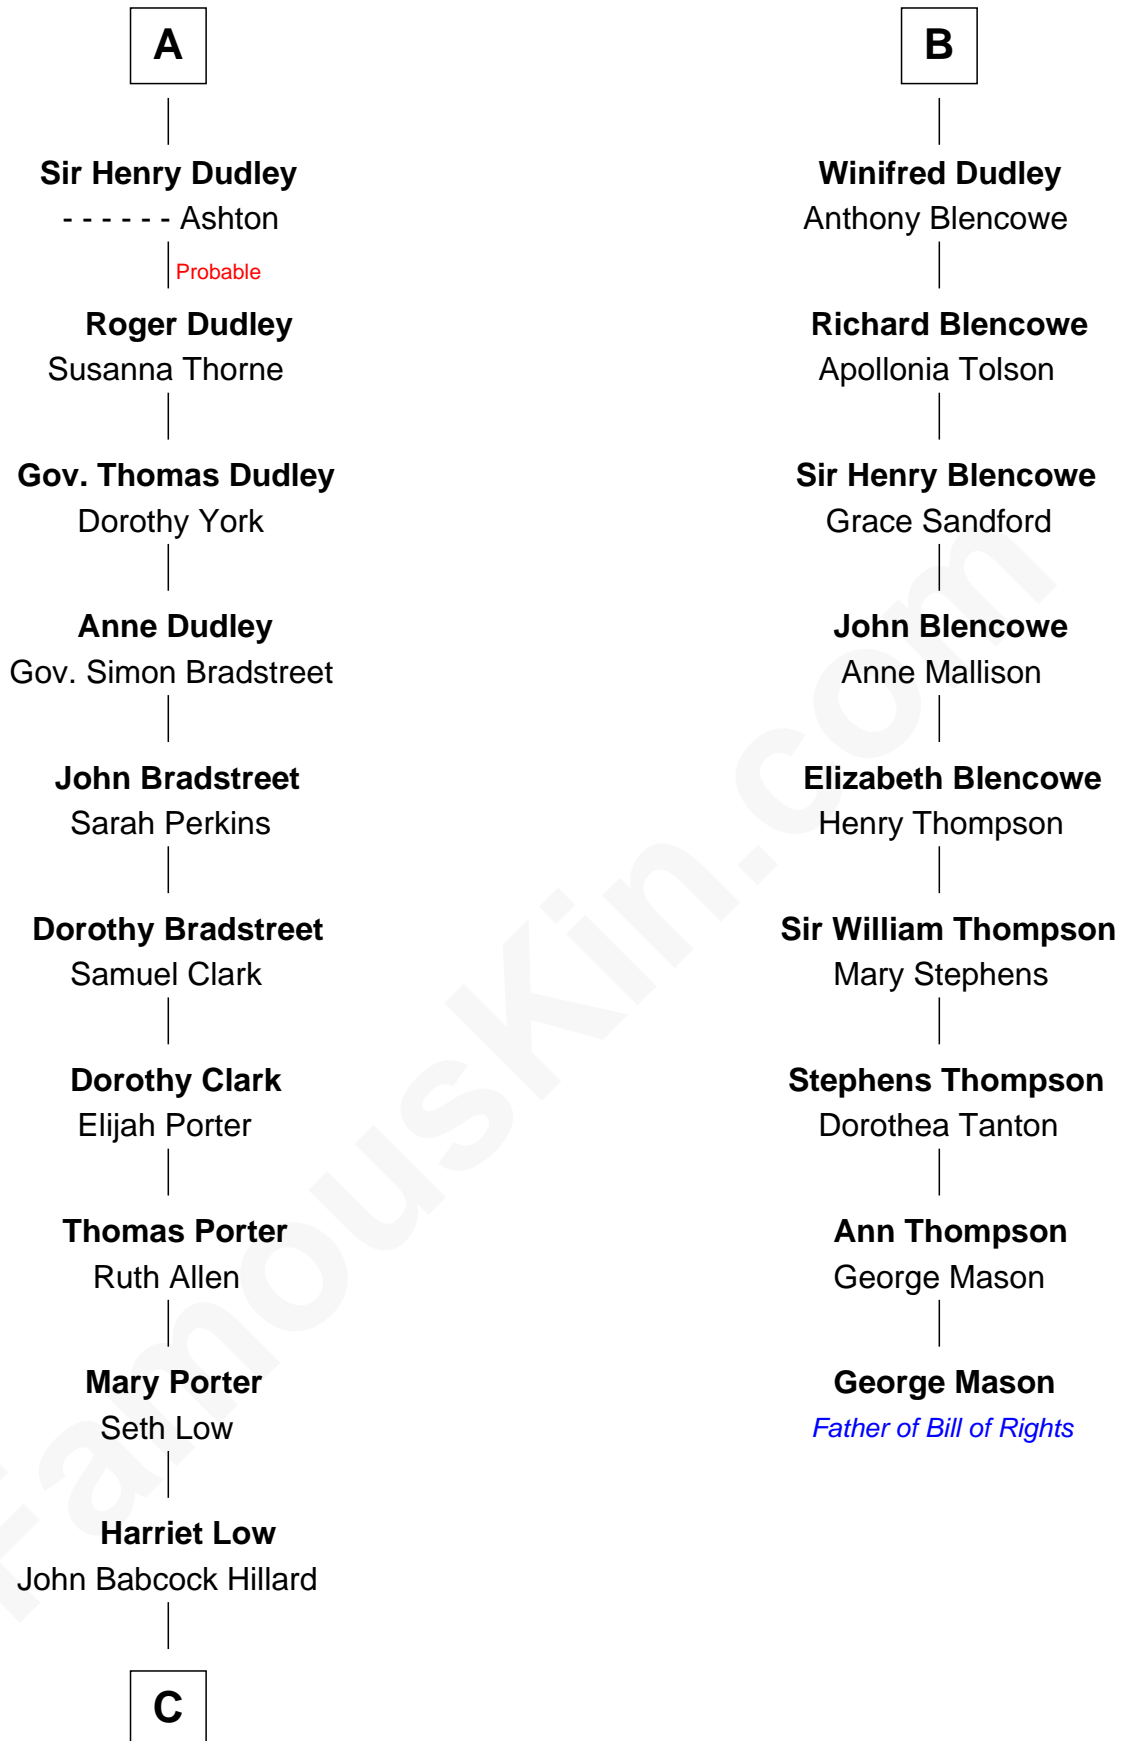 A
Sir Henry Dudley
- - - - - - Ashton
Probable
Roger Dudley
Susanna Thorne
Gov. Thomas Dudley
Dorothy York
Anne Dudley
Gov. Simon Bradstreet
John Bradstreet
Sarah Perkins
Dorothy Bradstreet
Samuel Clark
Dorothy Clark
Elijah Porter
Thomas Porter
Ruth Allen
Mary Porter
Seth Low
Harriet Low
John Babcock Hillard
C
B
Winifred Dudley
Anthony Blencowe
Richard Blencowe
Apollonia Tolson
Sir Henry Blencowe
Grace Sandford
John Blencowe
Anne Mallison
Elizabeth Blencowe
Henry Thompson
Sir William Thompson
Mary Stephens
Stephens Thompson
Dorothea Tanton
Ann Thompson
George Mason
George Mason
Father of Bill of Rights
FamousKin.com